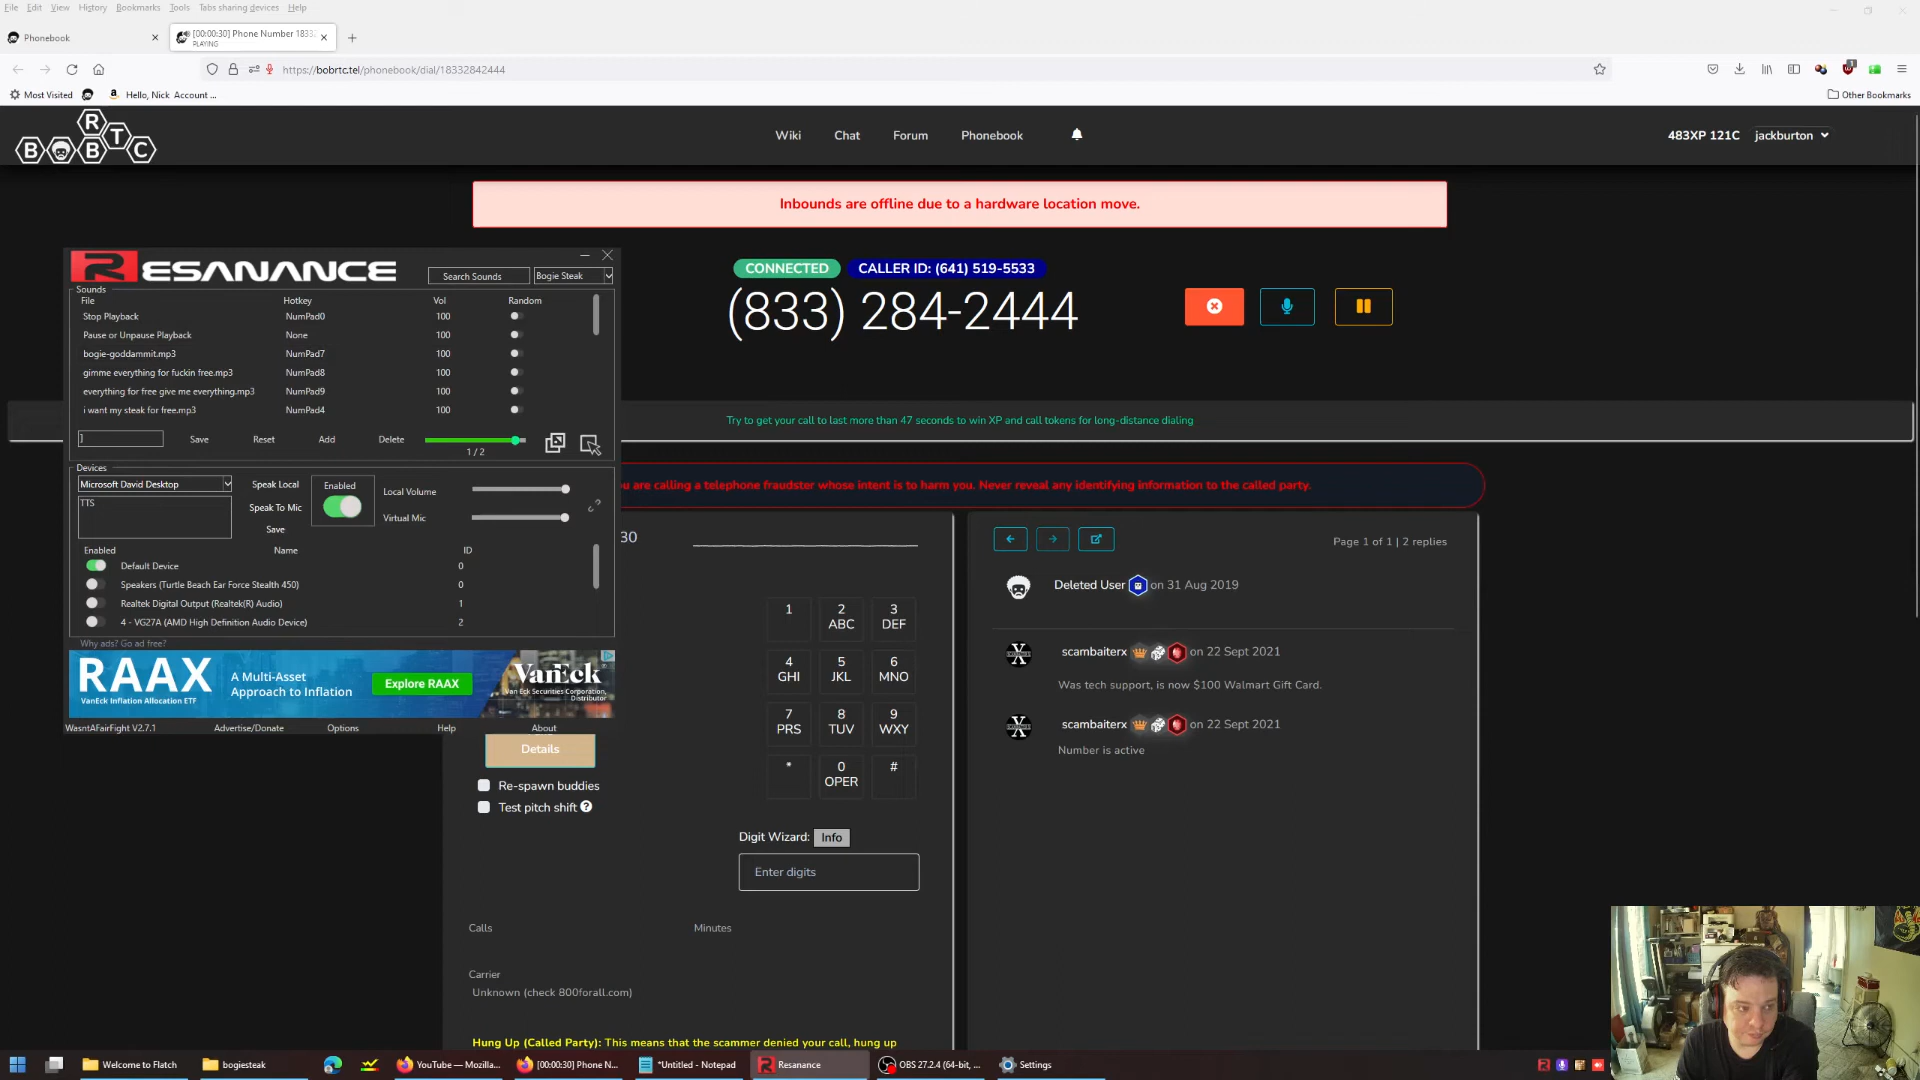 File Edit View History Bookmarks Tools Tabs sharing devices Help
Phonebook
[00:00:30] Phone Number 1833
PLAYING
https://bobrtc.tel/phonebook/dial/18332842444
Most Visited
Hello, Nick Account ...
Other Bookmarks
B R B T C
Wiki Chat Forum Phonebook
483XP 121C jackburton
Inbounds are offline due to a hardware location move.
CONNECTED CALLER ID: (641) 519-5533
(833) 284-2444
Try to get your call to last more than 47 seconds to win XP and call tokens for long-distance dialing
ou are calling a telephone fraudster whose intent is to harm you. Never reveal any identifying information to the called party.
RESANANCE
Search Sounds
Bogie Steak
Sounds
File Hotkey Vol Random
Stop Playback NumPad0 100
Pause or Unpause Playback None 100
bogie-goddammit.mp3 NumPad7 100
gimme everything for fuckin free.mp3 NumPad8 100
everything for free give me everything.mp3 NumPad9 100
i want my steak for free.mp3 NumPad4 100
Save Reset Add Delete
1 / 2
Devices
Microsoft David Desktop
TTS
Speak Local
Speak To Mic
Save
Enabled
Local Volume
Virtual Mic
Enabled Name ID
Default Device 0
Speakers (Turtle Beach Ear Force Stealth 450) 0
Realtek Digital Output (Realtek(R) Audio) 1
4 - VG27A (AMD High Definition Audio Device) 2
Why ads? Go ad free?
RAAX
VanEck Inflation Allocation ETF
A Multi-Asset
Approach to Inflation
Explore RAAX
VanEck
Van Eck Securities Corporation,
Distributor
WasntAFairFight V2.7.1 Advertise/Donate Options Help About
30
1
2
ABC
3
DEF
4
GHI
5
JKL
6
MNO
7
PRS
8
TUV
9
WXY
*
0
OPER
#
Details
Re-spawn buddies
Test pitch shift
Digit Wizard: Info
Enter digits
Calls Minutes
Carrier
Unknown (check 800forall.com)
Hung Up (Called Party): This means that the scammer denied your call, hung up
Page 1 of 1 | 2 replies
Deleted User on 31 Aug 2019
scambaiterx on 22 Sept 2021
Was tech support, is now $100 Walmart Gift Card.
scambaiterx on 22 Sept 2021
Number is active
Welcome to Flatch
bogiesteak
YouTube — Mozilla...
[00:00:30] Phone N...
*Untitled - Notepad
Resanance
OBS 27.2.4 (64-bit, ...
Settings